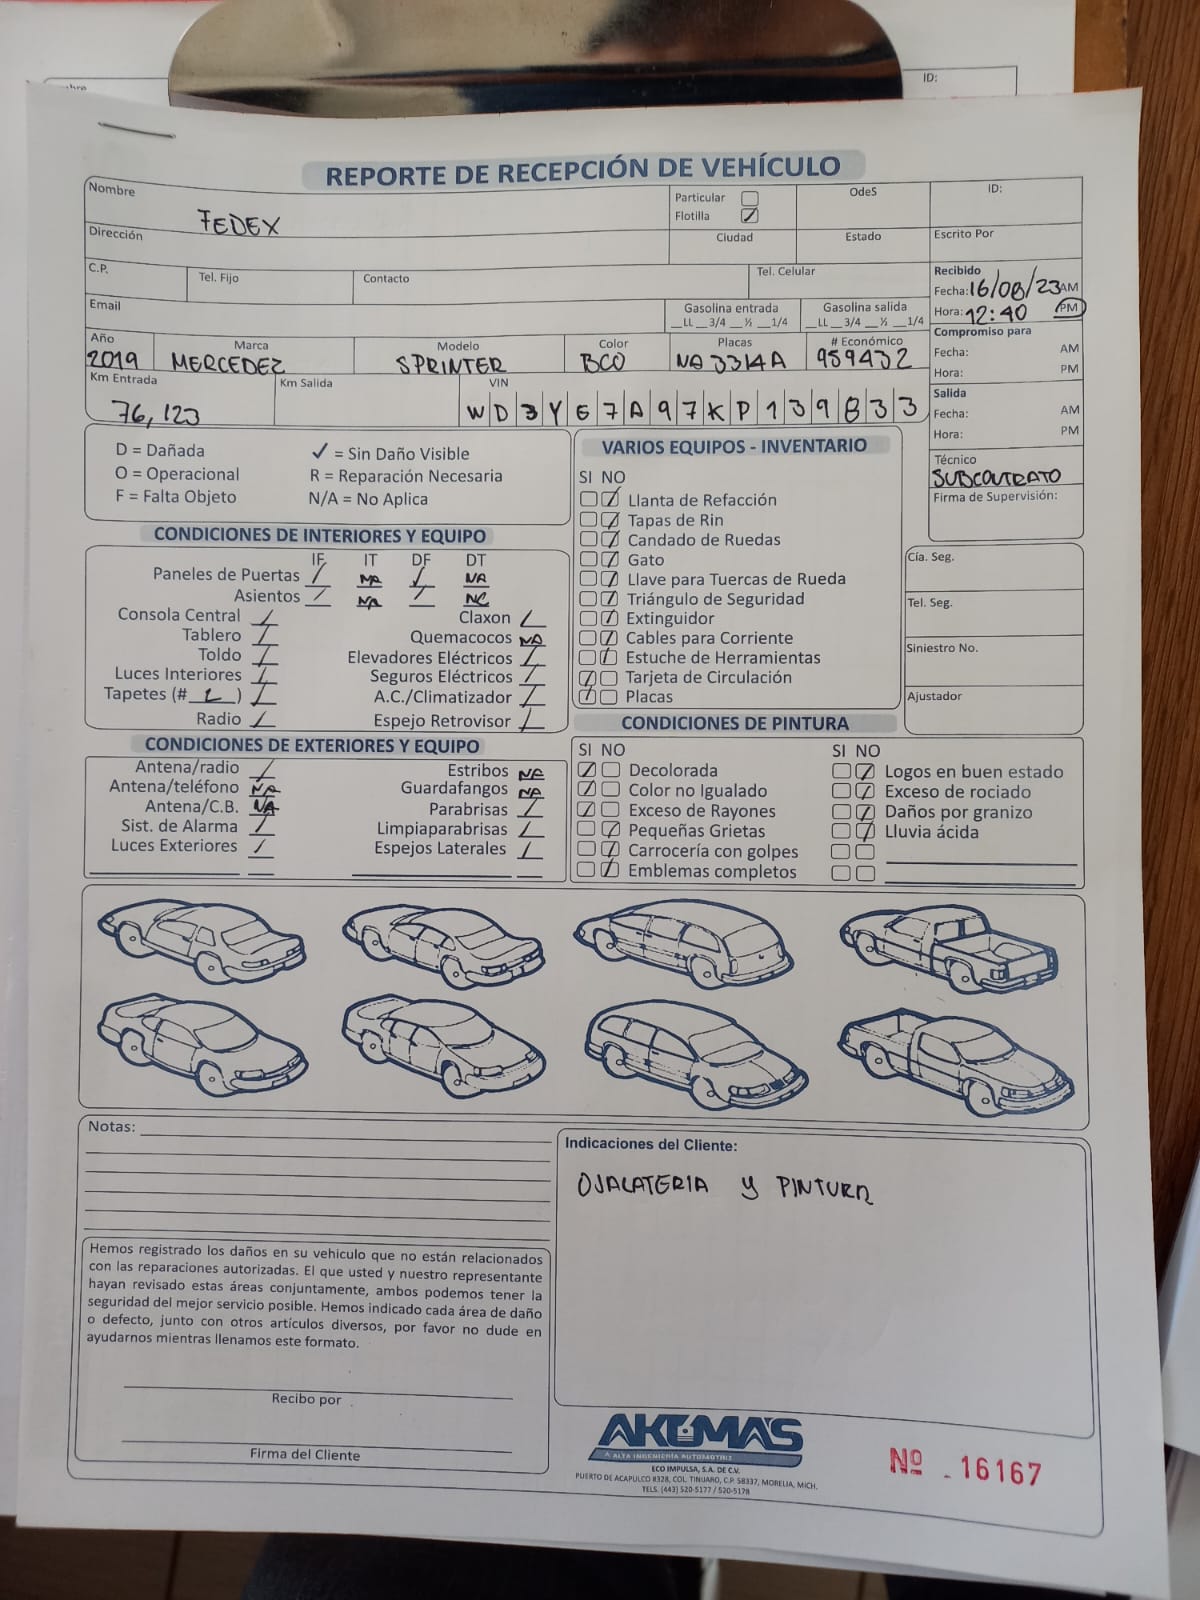 ID:
REPORTE DE RECEPCIÓN DE VEHÍCULO
Nombre
FEDEX
Particular
Flotilla
OdeS
ID:
Dirección
Ciudad
Estado
Escrito Por
C.P.
Tel. Fijo
Contacto
Tel. Celular
Recibido
Fecha: 16/08/23 AM
Hora: 12:40 PM
Email
Gasolina entrada
__LL __3/4 __½ __1/4
Gasolina salida
__LL __3/4 __½ __1/4
Compromiso para
Fecha: AM
Hora: PM
Año
2019
Marca
MERCEDEZ
Modelo
SPRINTER
Color
BCO
Placas
NA3314A
# Económico
959432
Km Entrada
76,123
Km Salida
VIN
WD3YE7A97KP139833
Salida
Fecha: AM
Hora: PM
Técnico
SUBCONTRATO
Firma de Supervisión:
D = Dañada
✓ = Sin Daño Visible
O = Operacional
R = Reparación Necesaria
F = Falta Objeto
N/A = No Aplica
CONDICIONES DE INTERIORES Y EQUIPO
IF IT DF DT
Paneles de Puertas / NA / NA
Asientos / NA /
Consola Central /
Claxon /
Tablero /
Quemacocos NA
Toldo /
Elevadores Eléctricos /
Luces Interiores /
Seguros Eléctricos /
Tapetes (# 2 ) /
A.C./Climatizador /
Radio /
Espejo Retrovisor /
VARIOS EQUIPOS - INVENTARIO
SI NO
Llanta de Refacción
Tapas de Rin
Candado de Ruedas
Gato
Llave para Tuercas de Rueda
Triángulo de Seguridad
Extinguidor
Cables para Corriente
Estuche de Herramientas
Tarjeta de Circulación
Placas
Cía. Seg.
Tel. Seg.
Siniestro No.
Ajustador
CONDICIONES DE EXTERIORES Y EQUIPO
Antena/radio /
Estribos NA
Antena/teléfono NA
Guardafangos NA
Antena/C.B. NA
Parabrisas /
Sist. de Alarma /
Limpiaparabrisas /
Luces Exteriores /
Espejos Laterales /
CONDICIONES DE PINTURA
SI NO
SI NO
Decolorada
Logos en buen estado
Color no Igualado
Exceso de rociado
Exceso de Rayones
Daños por granizo
Pequeñas Grietas
Lluvia ácida
Carrocería con golpes
Emblemas completos
Notas:
Indicaciones del Cliente:
OJALATERIA Y PINTURA
Hemos registrado los daños en su vehiculo que no están relacionados
con las reparaciones autorizadas. El que usted y nuestro representante
hayan revisado estas áreas conjuntamente, ambos podemos tener la
seguridad del mejor servicio posible. Hemos indicado cada área de daño
o defecto, junto con otros artículos diversos, por favor no dude en
ayudarnos mientras llenamos este formato.
Recibo por
Firma del Cliente
AKUMAS
ALTA INGENIERÍA AUTOMOTRIZ
ECO IMPULSA, S.A. DE C.V.
PUERTO DE ACAPULCO #328, COL. TINIJARO, C.P. 58337, MORELIA, MICH.
TELS. (443) 520-5177 / 520-5178
Nº 16167